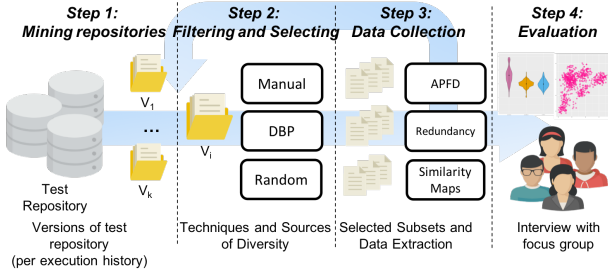 Step 1:
Mining repositories
Step 2:
Filtering and Selecting
Step 3:
Data Collection
Step 4:
Evaluation
V1
...
Vk
Test
Repository
Versions of test
repository
(per execution history)
Vi
Manual
DBP
Random
Techniques and Sources
of Diversity
APFD
Redundancy
Similarity
Maps
Selected Subsets and
Data Extraction
Interview with
focus group